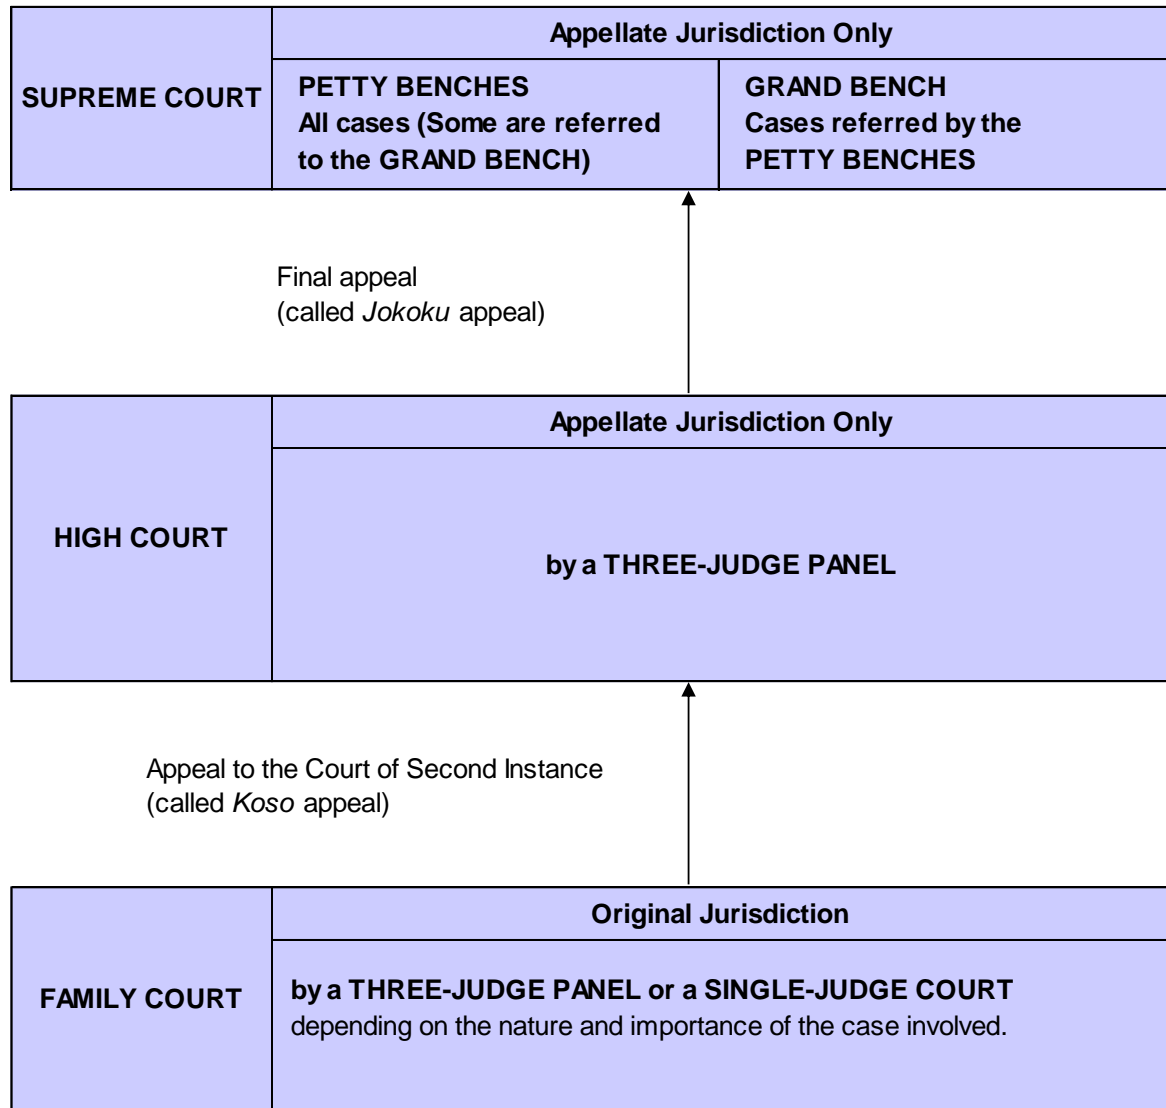 Appellate Jurisdiction Only
SUPREME COURT
PETTY BENCHES
All cases (Some are referred
to the GRAND BENCH)
GRAND BENCH
Cases referred by the
PETTY BENCHES
Final appeal
(called Jokoku appeal)
Appellate Jurisdiction Only
HIGH COURT
by a THREE-JUDGE PANEL
Appeal to the Court of Second Instance
(called Koso appeal)
Original Jurisdiction
FAMILY COURT
by a THREE-JUDGE PANEL or a SINGLE-JUDGE COURT
depending on the nature and importance of the case involved.